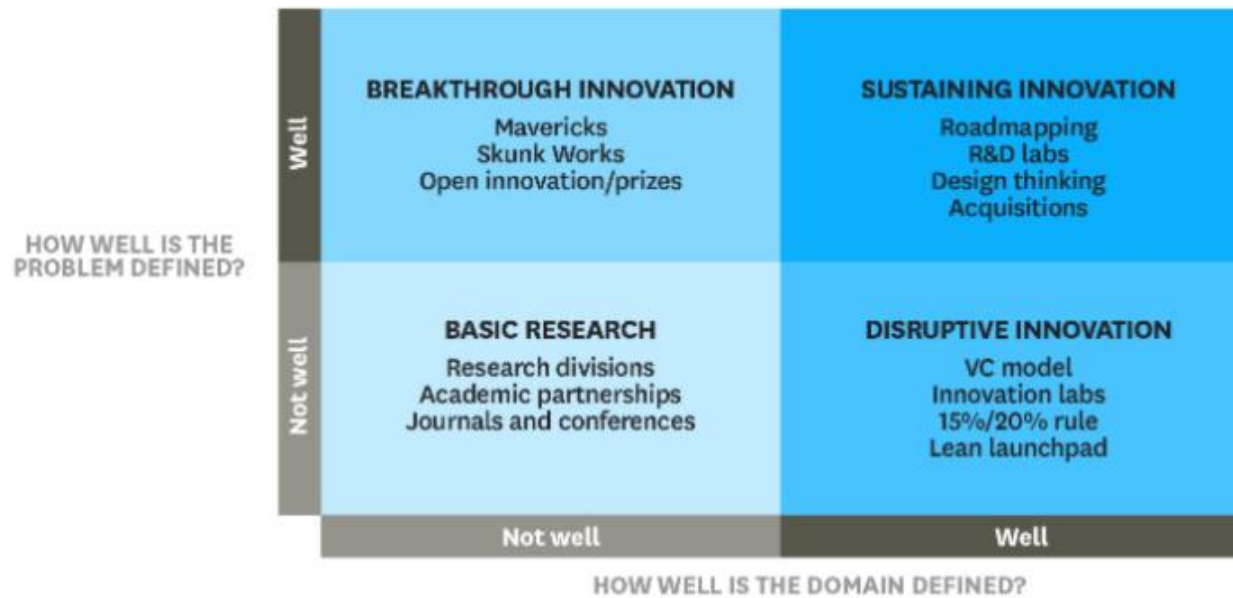 BREAKTHROUGH INNOVATION
Mavericks
Skunk Works
Open innovation/prizes
SUSTAINING INNOVATION
Roadmapping
R&D labs
Design thinking
Acquisitions
Well
HOW WELL IS THE
PROBLEM DEFINED?
Not well
BASIC RESEARCH
Research divisions
Academic partnerships
Journals and conferences
DISRUPTIVE INNOVATION
VC model
Innovation labs
15%/20% rule
Lean launchpad
Not well
Well
HOW WELL IS THE DOMAIN DEFINED?